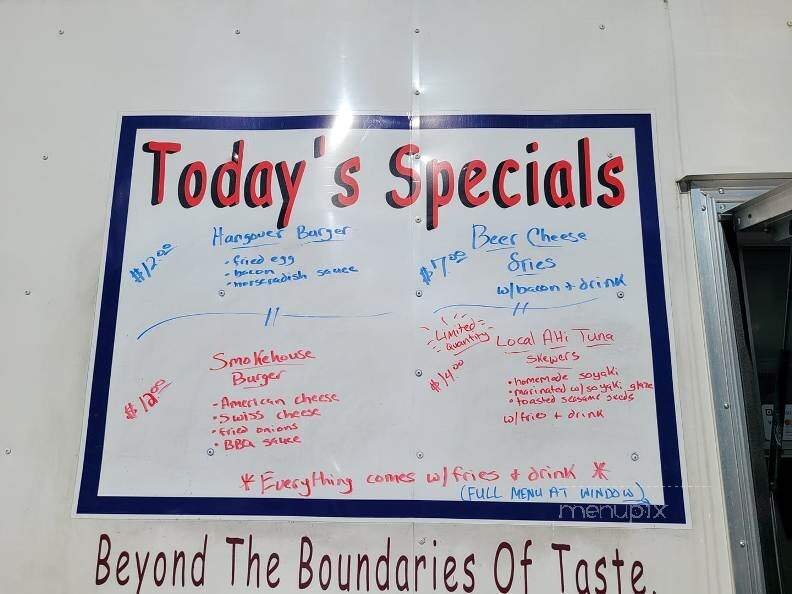 Today's Specials
Hangover Burger
$12.00
• fried egg
• bacon
• horseradish sauce
Beer Cheese
fries
$7.00
w/bacon + drink
Smokehouse
Burger
$12.00
- American cheese
• Swiss cheese
• fried onions
• BBQ sauce
Limited
Quantity
$14.00
Local AHi Tuna
skewers
• homemade soyaki
• marinated w/soyaki glaze
• toasted sesame seeds
w/fries + drink
* Everything comes w/fries + drink *
(FULL MENU AT WINDOW)
menupix
Beyond The Boundaries Of Taste.